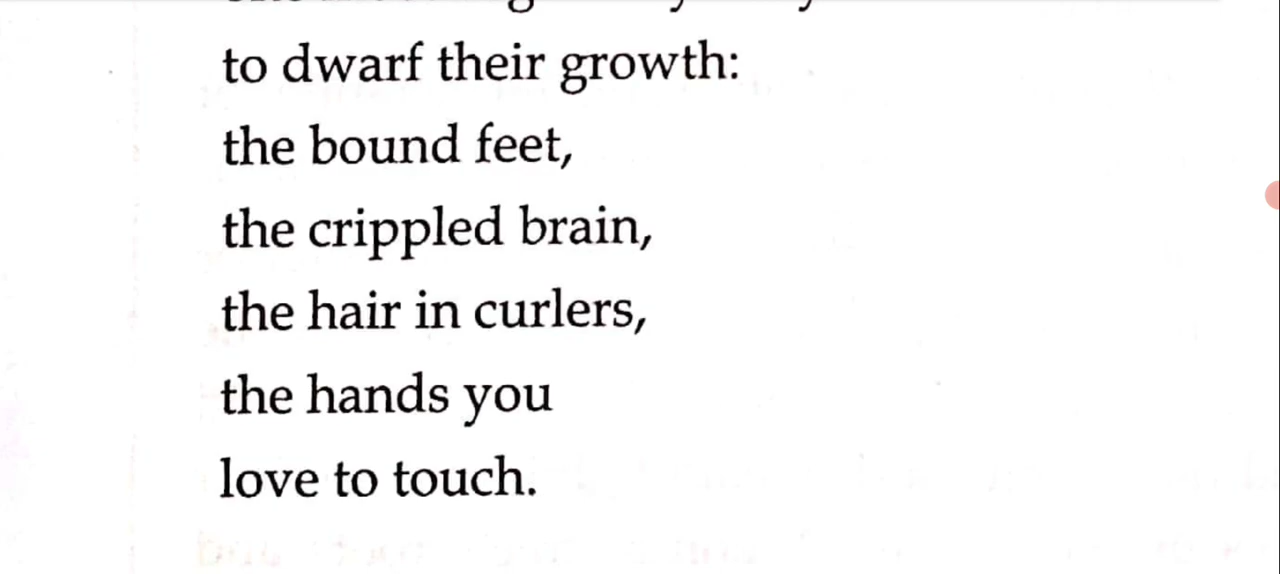 to dwarf their growth:
the bound feet,
the crippled brain,
the hair in curlers,
the hands you
love to touch.